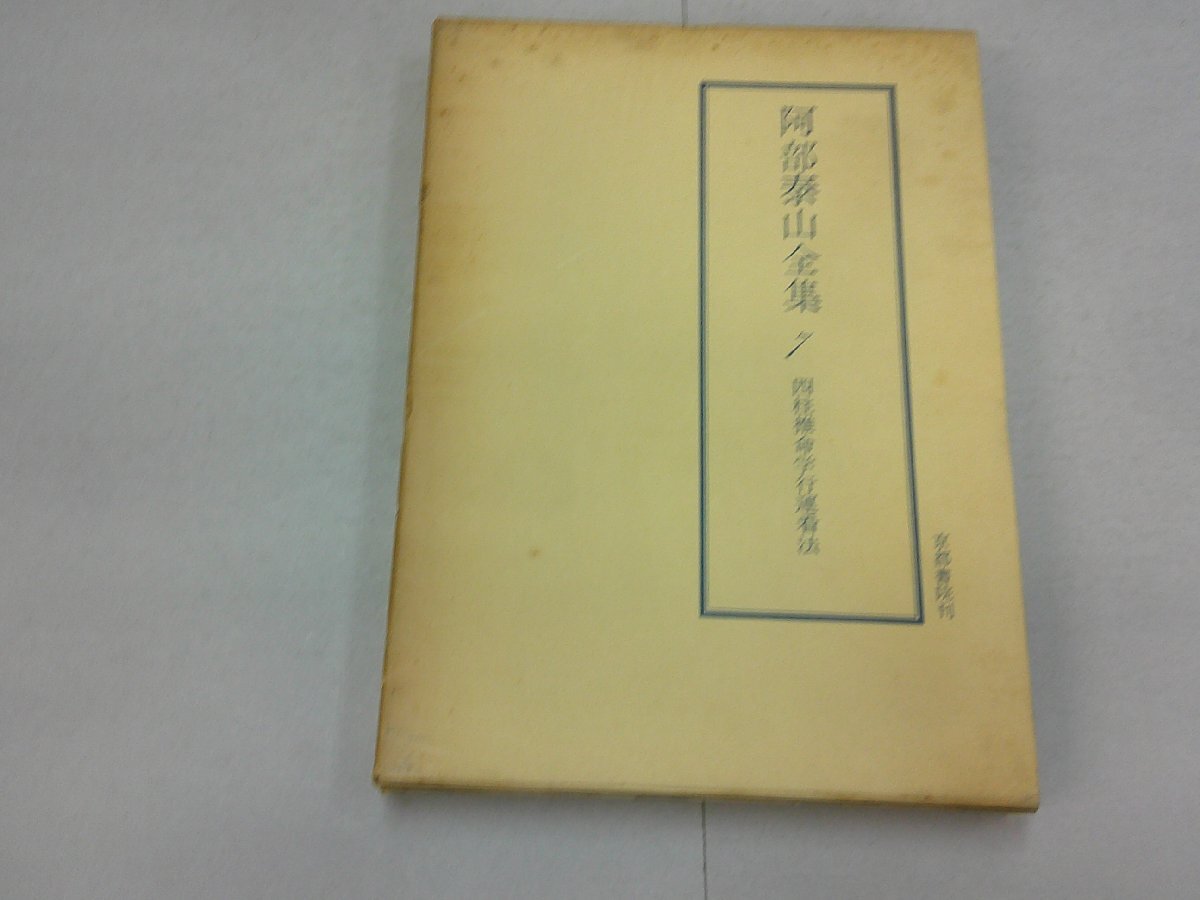 阿部泰山全集 7
四柱推命学行運看法
京都書院刊